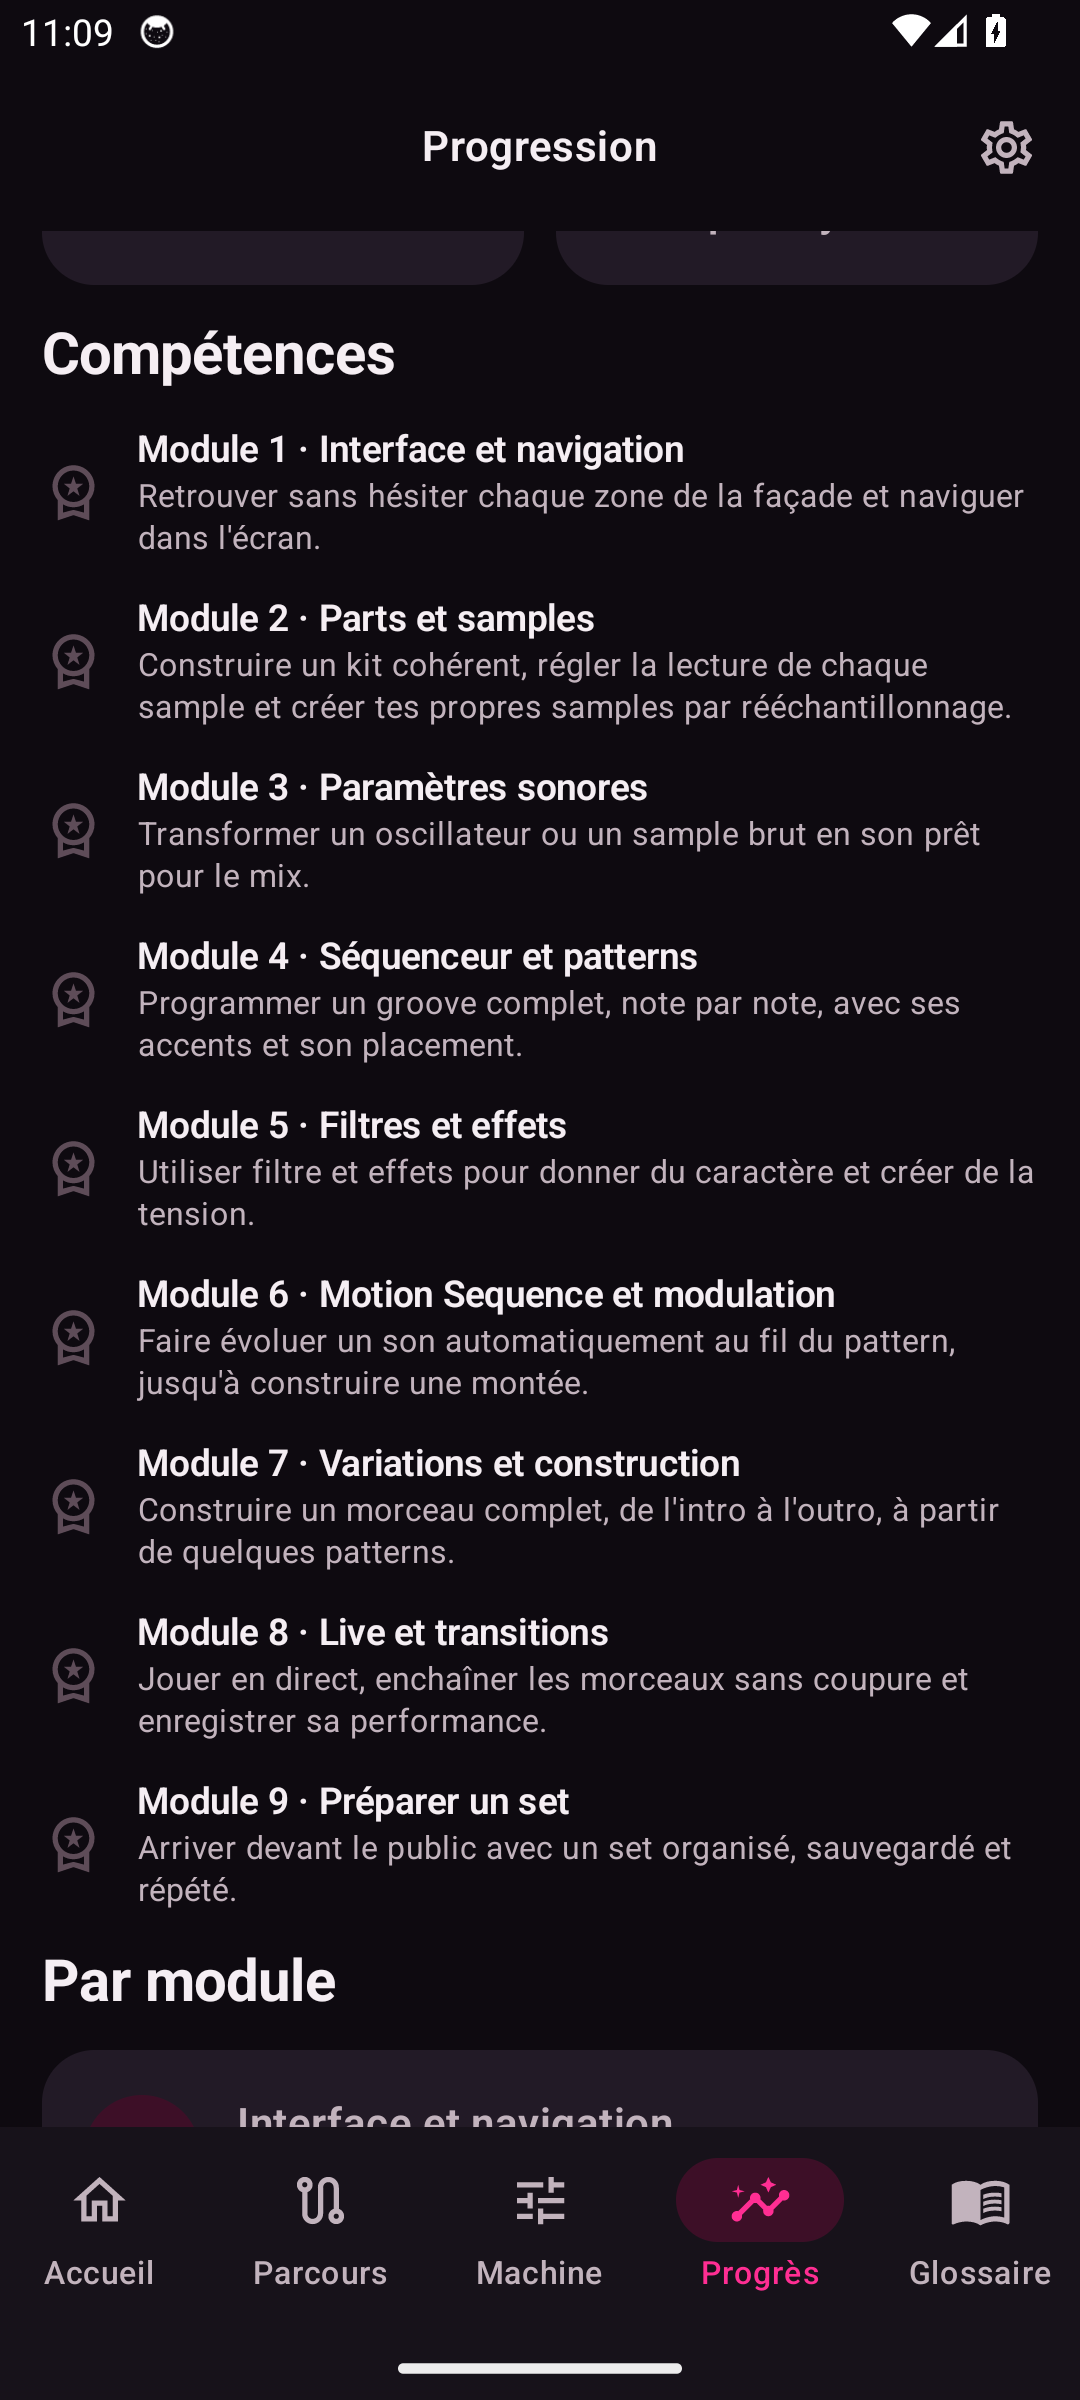 11:09
Progression
Compétences
Module 1 · Interface et navigation
Retrouver sans hésiter chaque zone de la façade et naviguer
dans l'écran.
Module 2 · Parts et samples
Construire un kit cohérent, régler la lecture de chaque
sample et créer tes propres samples par rééchantillonnage.
Module 3 · Paramètres sonores
Transformer un oscillateur ou un sample brut en son prêt
pour le mix.
Module 4 · Séquenceur et patterns
Programmer un groove complet, note par note, avec ses
accents et son placement.
Module 5 · Filtres et effets
Utiliser filtre et effets pour donner du caractère et créer de la
tension.
Module 6 · Motion Sequence et modulation
Faire évoluer un son automatiquement au fil du pattern,
jusqu'à construire une montée.
Module 7 · Variations et construction
Construire un morceau complet, de l'intro à l'outro, à partir
de quelques patterns.
Module 8 · Live et transitions
Jouer en direct, enchaîner les morceaux sans coupure et
enregistrer sa performance.
Module 9 · Préparer un set
Arriver devant le public avec un set organisé, sauvegardé et
répété.
Par module
Interface et navigation
Accueil
Parcours
Machine
Progrès
Glossaire